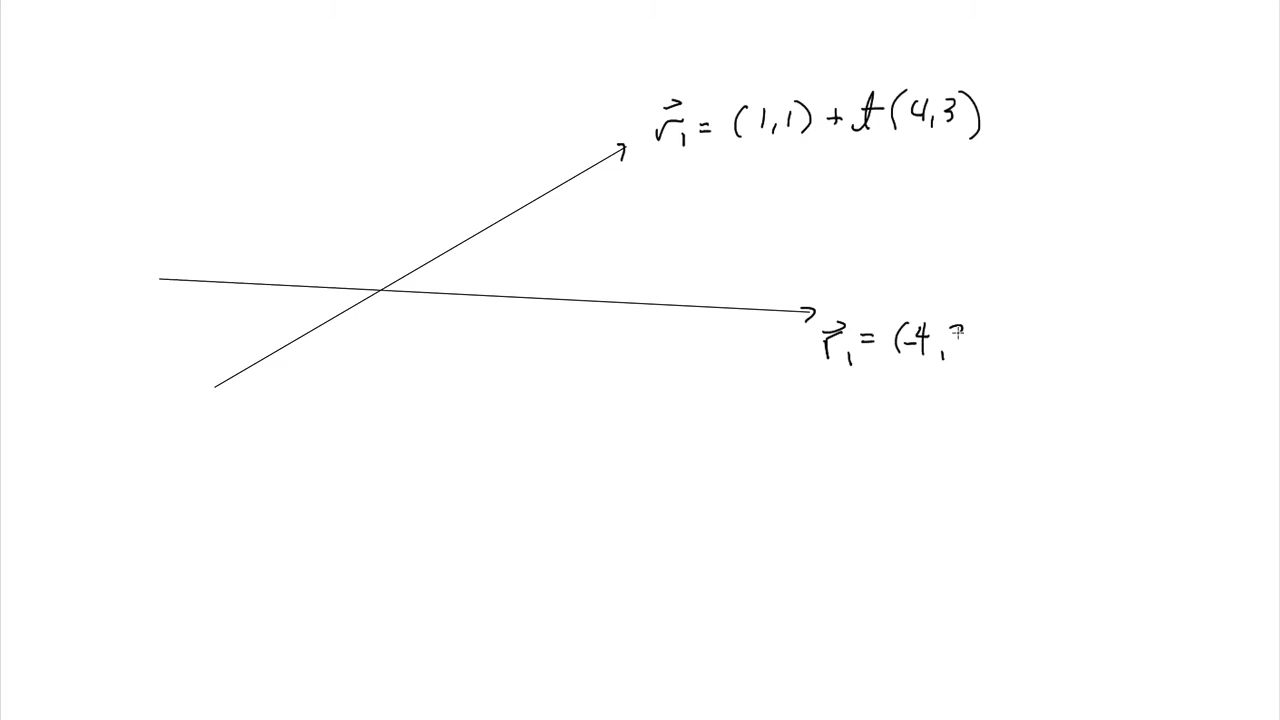 r⃗₁ = (1,1) + t(4,3)
r⃗₁ = (-4,